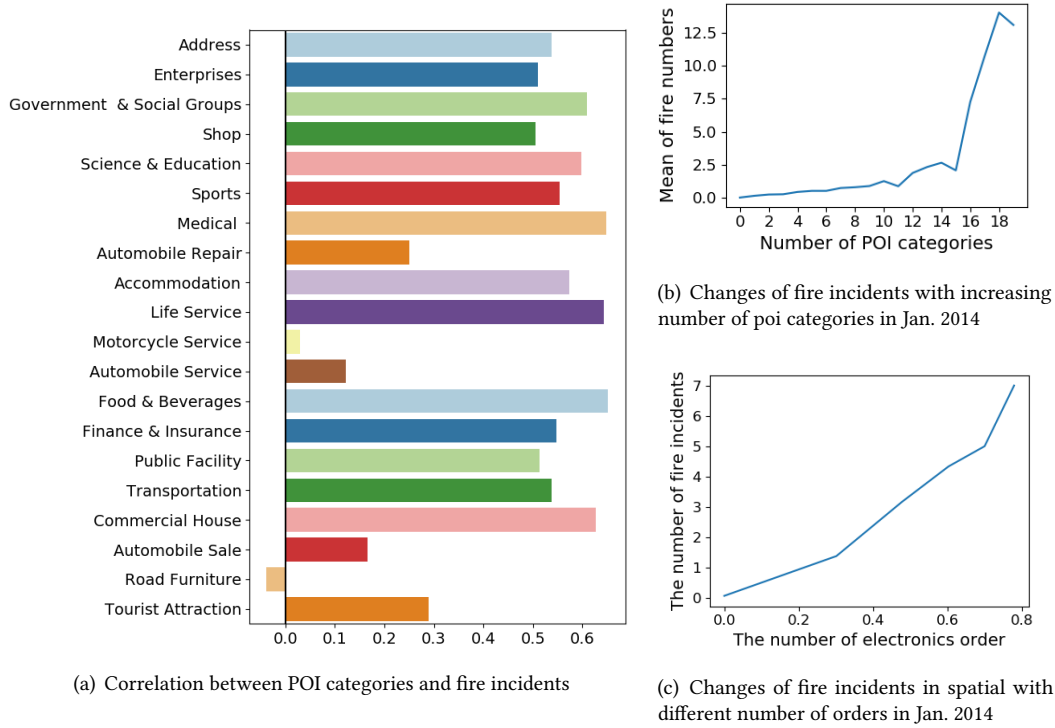 Address
Enterprises
Government & Social Groups
Shop
Science & Education
Sports
Medical
Automobile Repair
Accommodation
Life Service
Motorcycle Service
Automobile Service
Food & Beverages
Finance & Insurance
Public Facility
Transportation
Commercial House
Automobile Sale
Road Furniture
Tourist Attraction
0.0 0.1 0.2 0.3 0.4 0.5 0.6
(a) Correlation between POI categories and fire incidents
Mean of fire numbers
12.5
10.0
7.5
5.0
2.5
0.0
0 2 4 6 8 10 12 14 16 18
Number of POI categories
(b) Changes of fire incidents with increasing
number of poi categories in Jan. 2014
The number of fire incidents
7
6
5
4
3
2
1
0
0.0 0.2 0.4 0.6 0.8
The number of electronics order
(c) Changes of fire incidents in spatial with
different number of orders in Jan. 2014